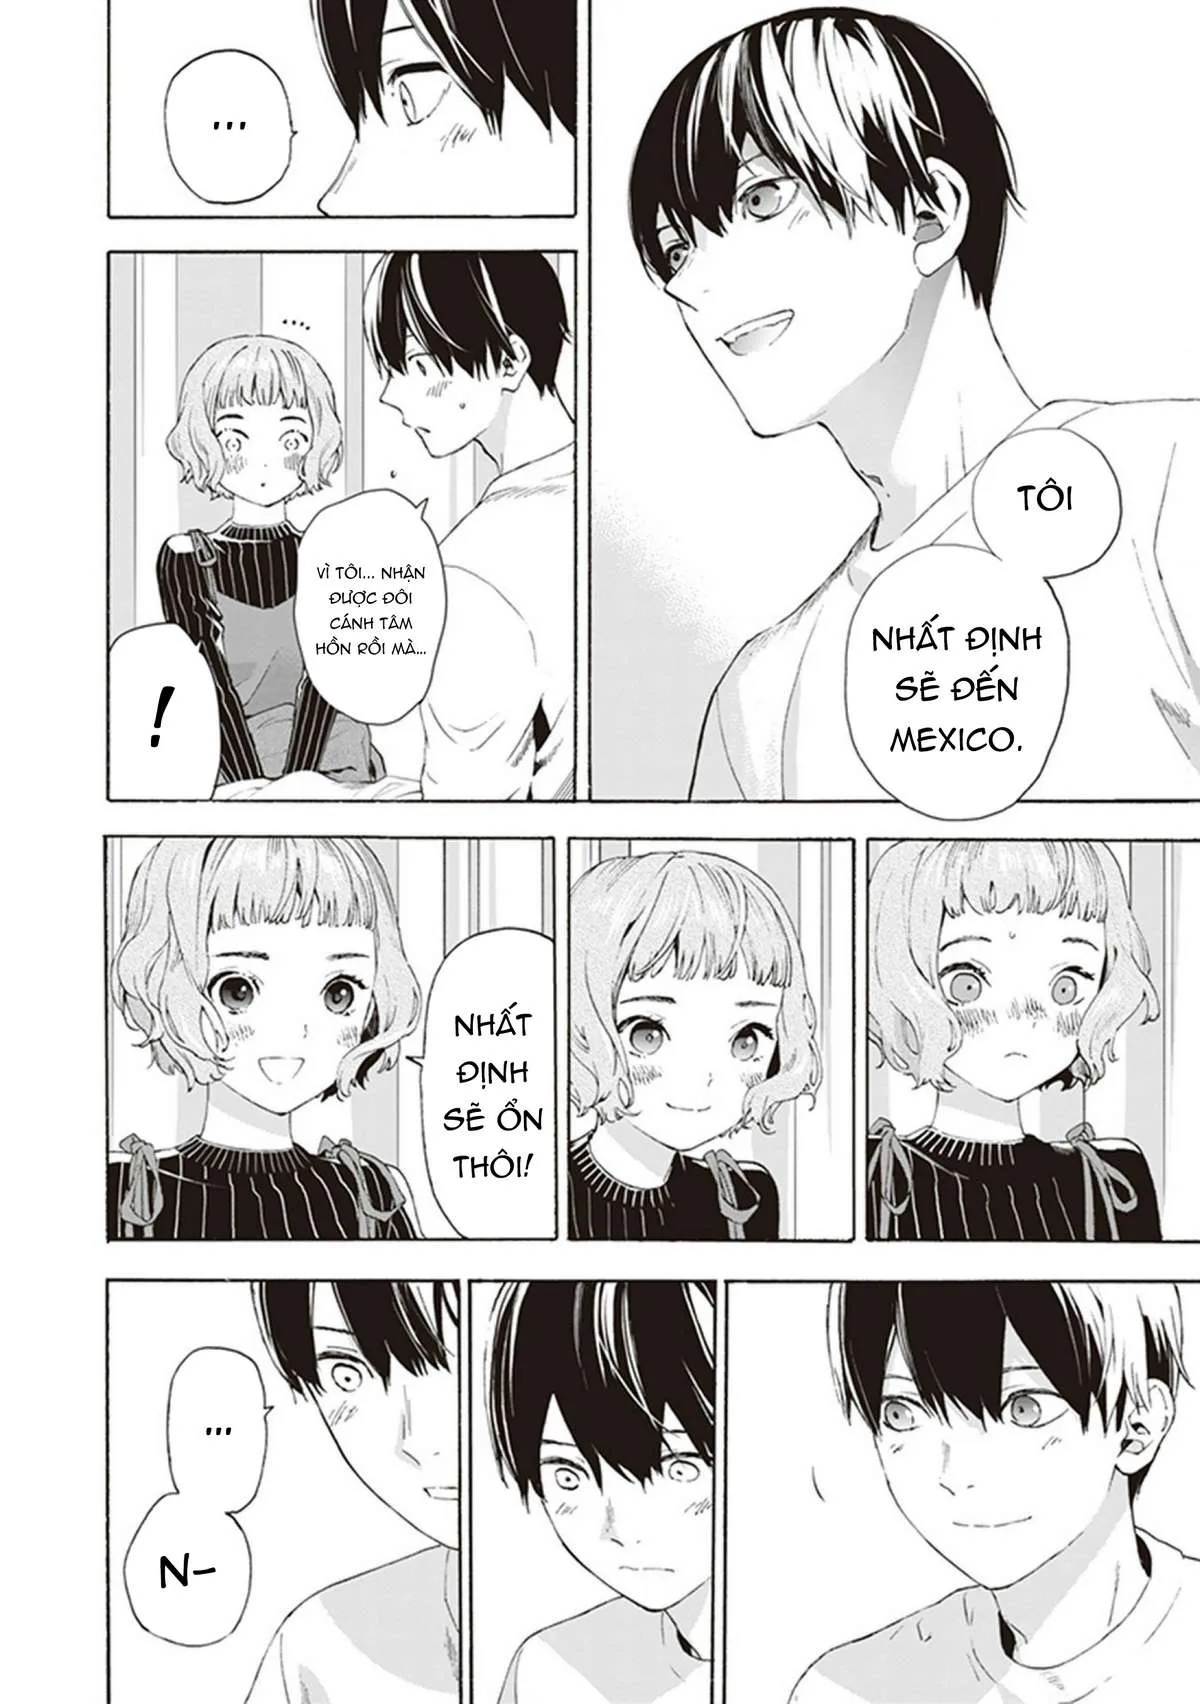 TÔI
NHẤT ĐỊNH
SẼ ĐẾN
MEXICO.
...
VÌ TÔI... NHẬN
ĐƯỢC ĐÔI
CÁNH TÂM
HỒN RỒI MÀ...
!
NHẤT
ĐỊNH
SẼ ỔN
THÔI!
...
N-